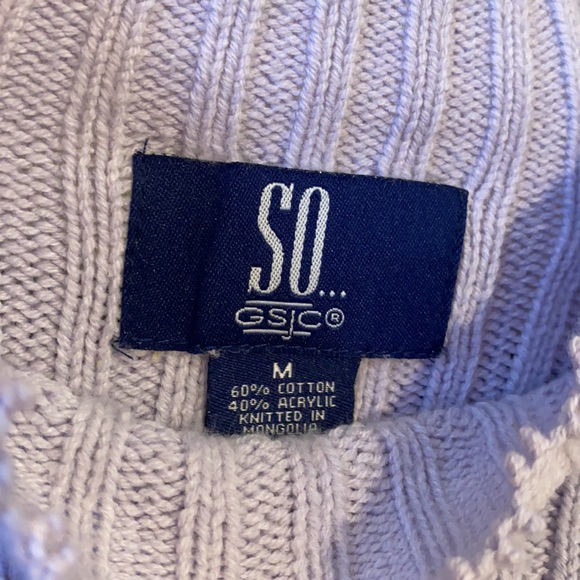 SO...
GSJC®
M
60% COTTON
40% ACRYLIC
KNITTED IN
MONGOLIA